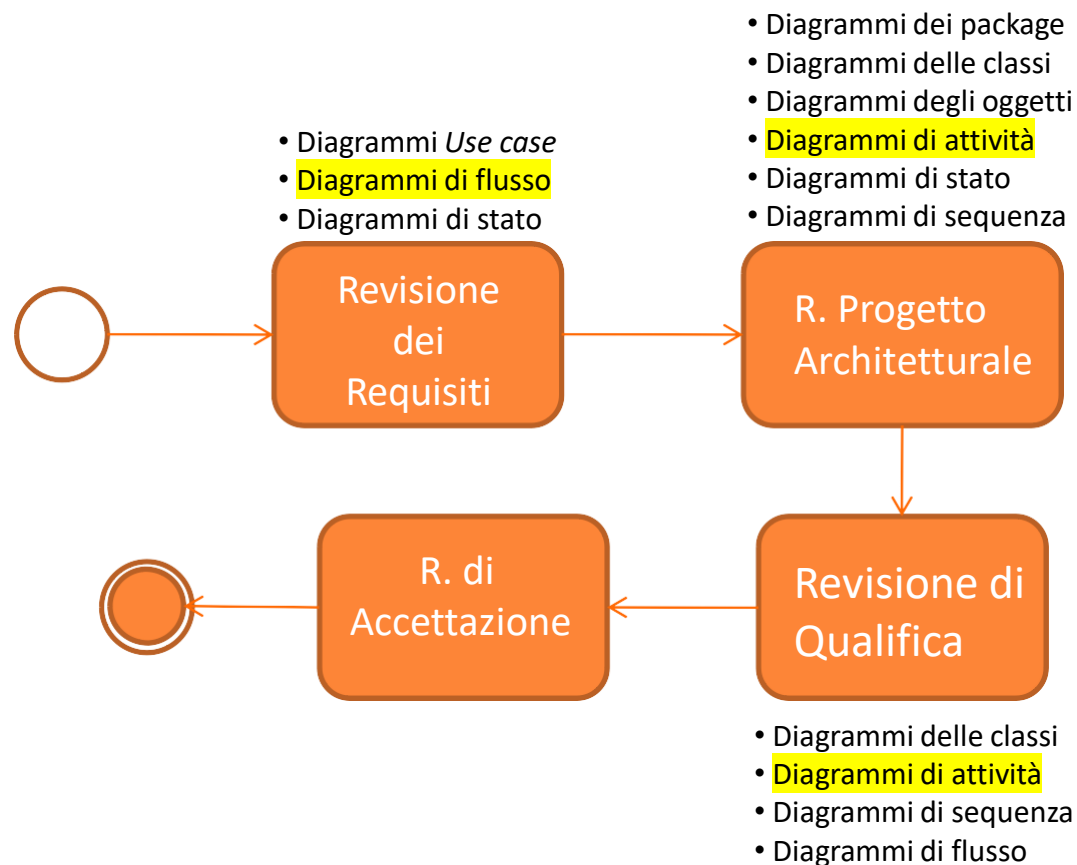 • Diagrammi dei package
• Diagrammi delle classi
• Diagrammi degli oggetti
• Diagrammi di attività
• Diagrammi di stato
• Diagrammi di sequenza
• Diagrammi Use case
• Diagrammi di flusso
• Diagrammi di stato
Revisione
dei
Requisiti
R. Progetto
Architetturale
R. di
Accettazione
Revisione di
Qualifica
• Diagrammi delle classi
• Diagrammi di attività
• Diagrammi di sequenza
• Diagrammi di flusso